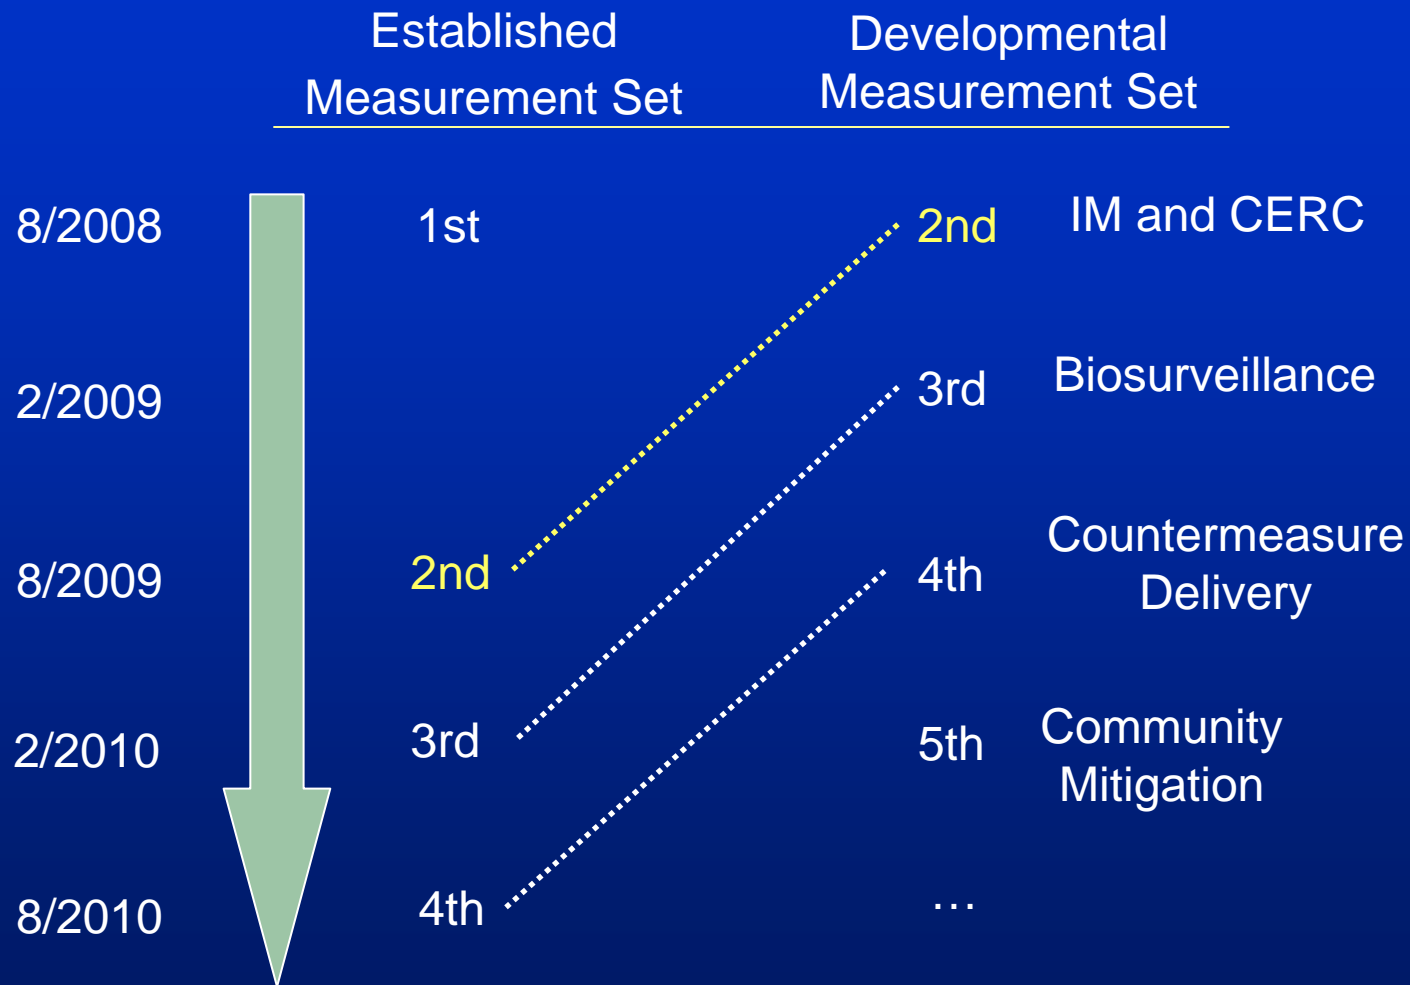 Established
Measurement Set
Developmental
Measurement Set
8/2008
1st
2nd
IM and CERC
2/2009
3rd
Biosurveillance
8/2009
2nd
4th
Countermeasure
Delivery
2/2010
3rd
5th
Community
Mitigation
8/2010
4th
…